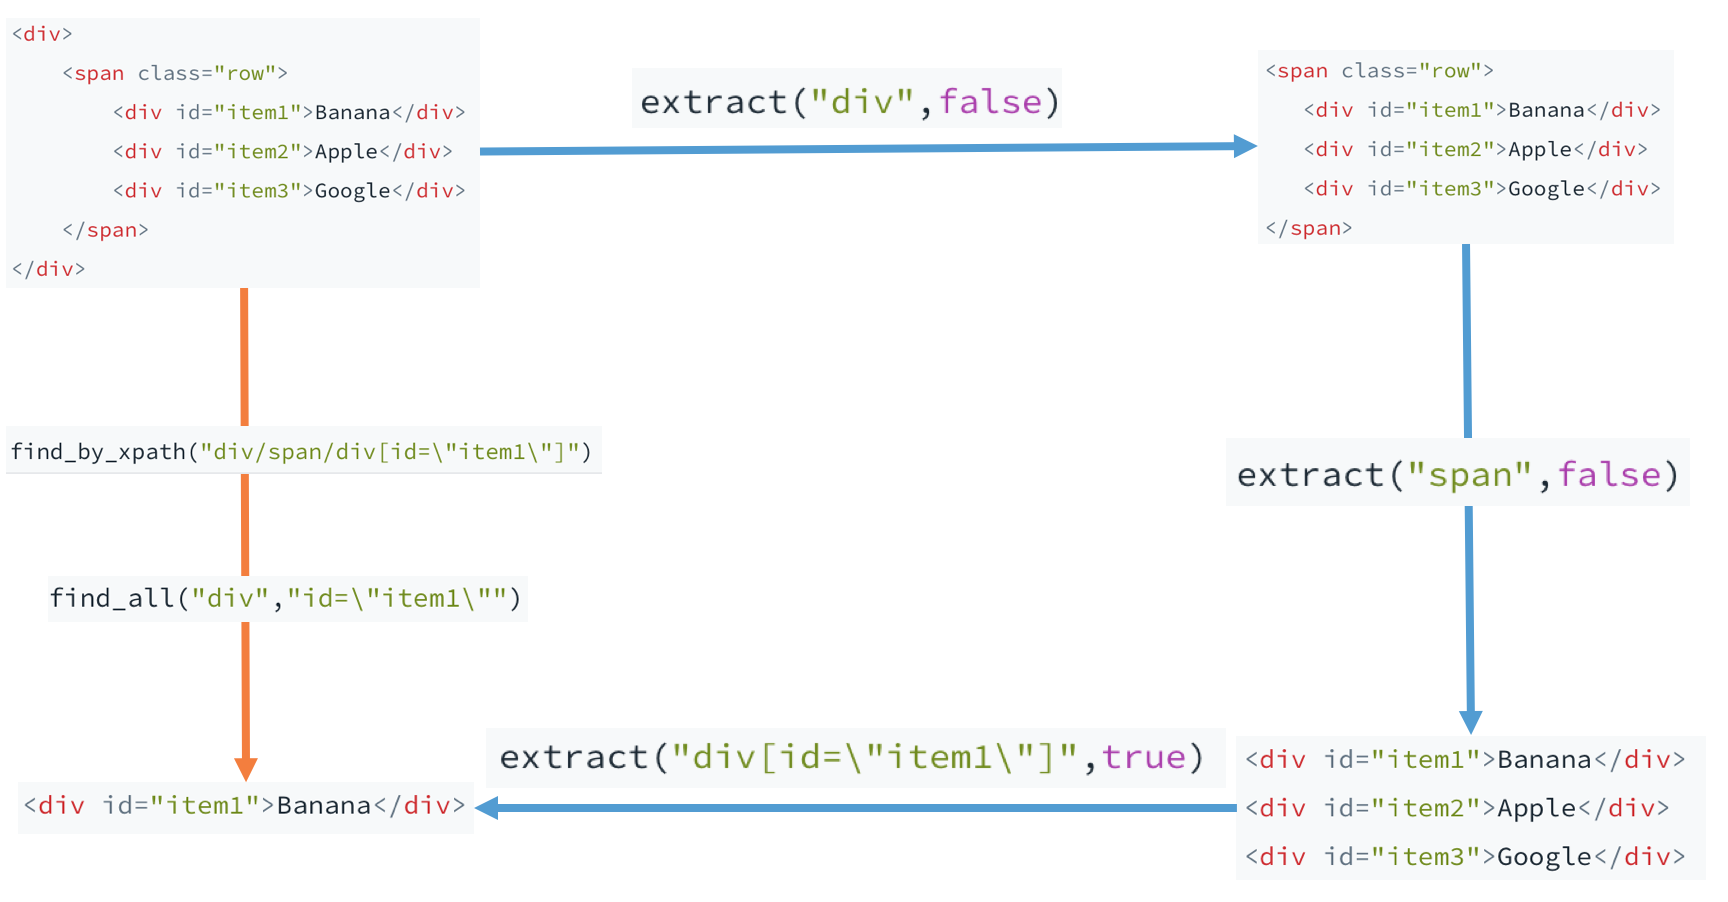 <div>
<span class="row">
<div id="item1">Banana</div>
<div id="item2">Apple</div>
<div id="item3">Google</div>
</span>
</div>
extract("div",false)
<span class="row">
<div id="item1">Banana</div>
<div id="item2">Apple</div>
<div id="item3">Google</div>
</span>
find_by_xpath("div/span/div[id=\"item1\"]")
extract("span",false)
find_all("div","id=\"item1\"")
extract("div[id=\"item1\"]",true)
<div id="item1">Banana</div>
<div id="item1">Banana</div>
<div id="item2">Apple</div>
<div id="item3">Google</div>